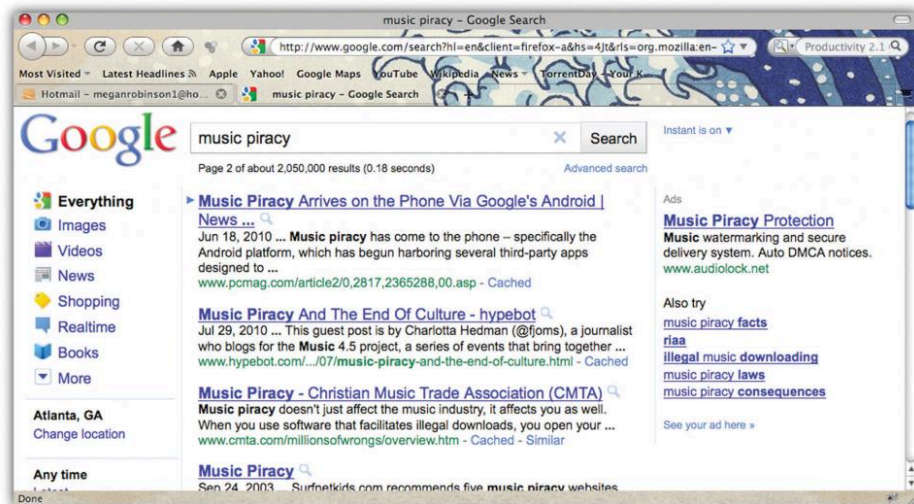 music piracy – Google Search
http://www.google.com/search?hl=en&client=firefox-a&hs=4Jt&rls=org.mozilla:en-
Productivity 2.1
Most Visited Latest Headlines Apple Yahoo! Google Maps YouTube Wikipedia News TorrentDay - Your K...
Hotmail – meganrobinson1@ho... music piracy – Google Search +
Google music piracy Search
Instant is on ▼
Page 2 of about 2,050,000 results (0.18 seconds) Advanced search
Everything
Images
Videos
News
Shopping
Realtime
Books
More
Atlanta, GA
Change location
Any time
Music Piracy Arrives on the Phone Via Google's Android |
News ...
Jun 18, 2010 ... Music piracy has come to the phone – specifically the
Android platform, which has begun harboring several third-party apps
designed to ...
www.pcmag.com/article2/0,2817,2365288,00.asp - Cached
Music Piracy And The End Of Culture - hypebot
Jul 29, 2010 ... This guest post is by Charlotta Hedman (@fjoms), a journalist
who blogs for the Music 4.5 project, a series of events that bring together ...
www.hypebot.com/.../07/music-piracy-and-the-end-of-culture.html - Cached
Music Piracy - Christian Music Trade Association (CMTA)
Music piracy doesn't just affect the music industry, it affects you as well.
When you use software that facilitates illegal downloads, you open your ...
www.cmta.com/millionsofwrongs/overview.htm - Cached - Similar
Music Piracy
Sep 24, 2003 ... Surfnetkids.com recommends five music piracy websites
Ads
Music Piracy Protection
Music watermarking and secure
delivery system. Auto DMCA notices.
www.audiolock.net
Also try
music piracy facts
riaa
illegal music downloading
music piracy laws
music piracy consequences
See your ad here »
Done